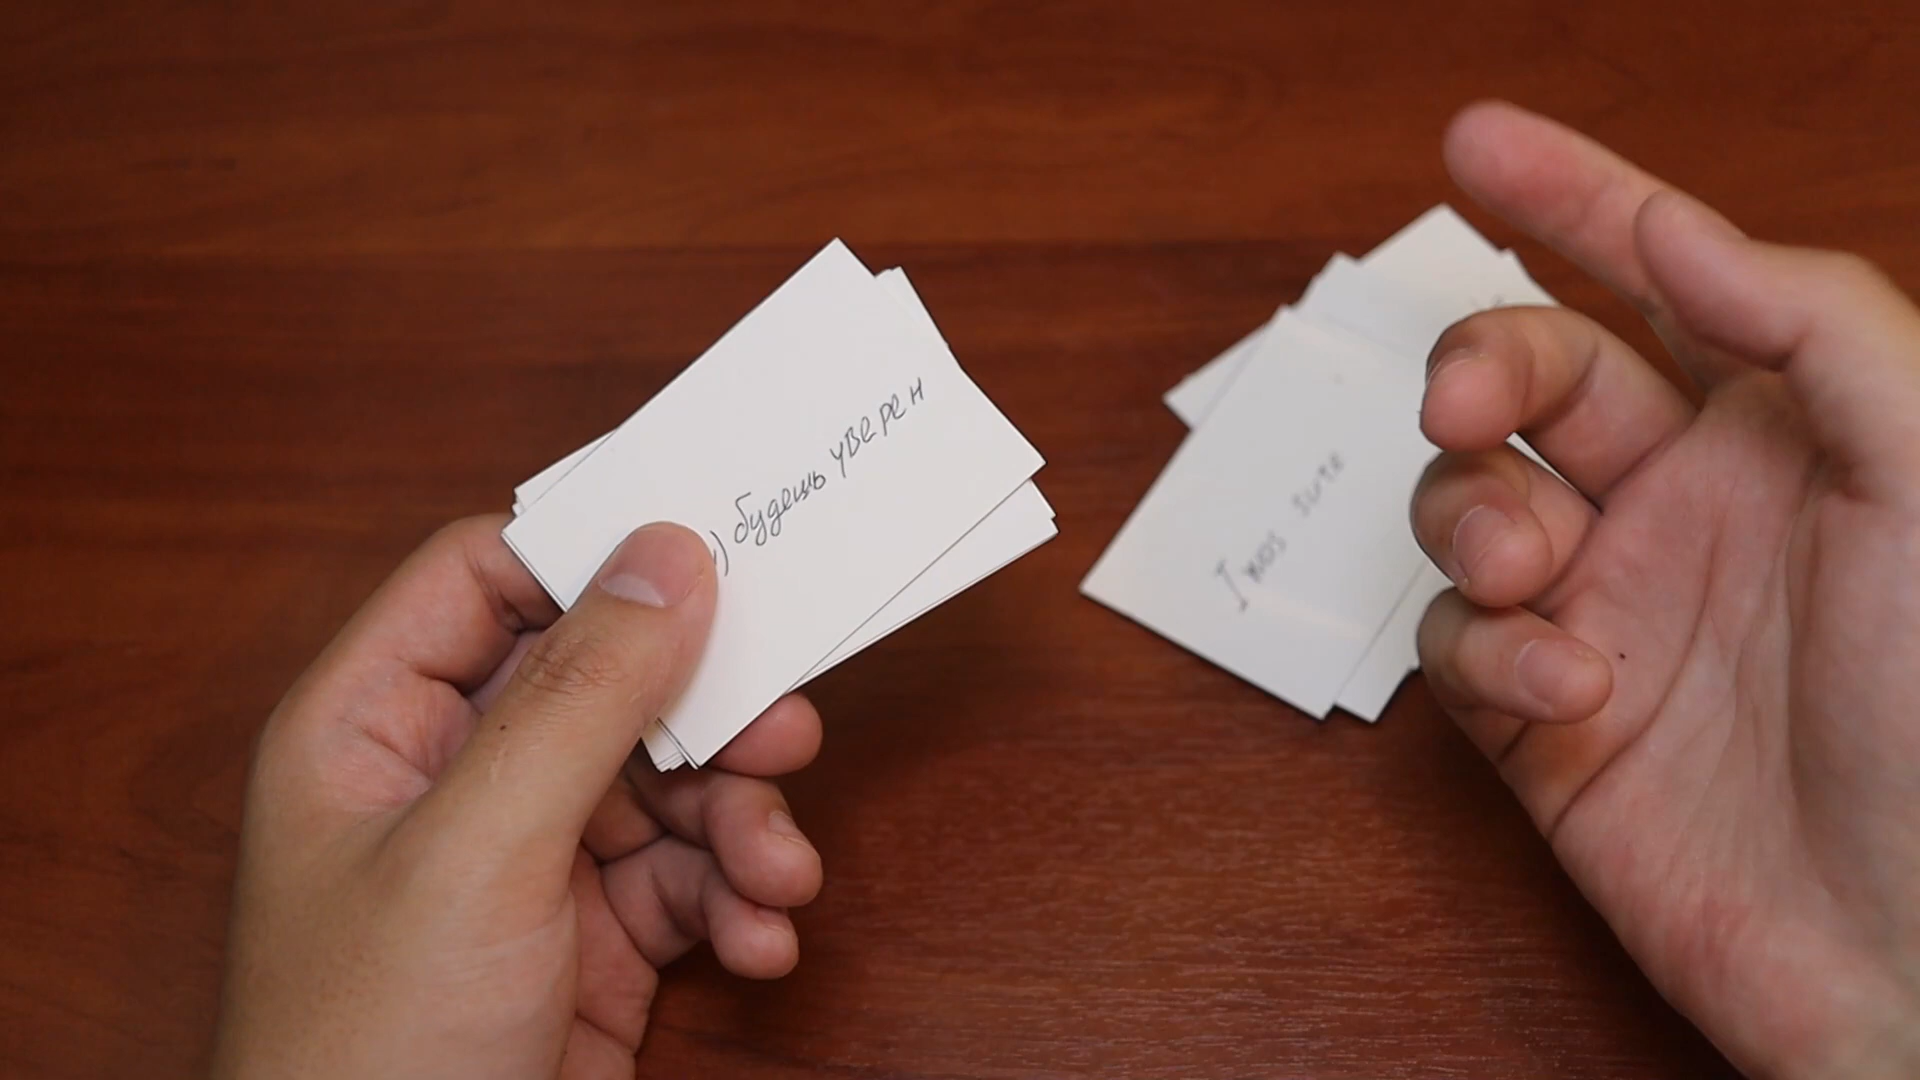 будешь уверен
I was sure